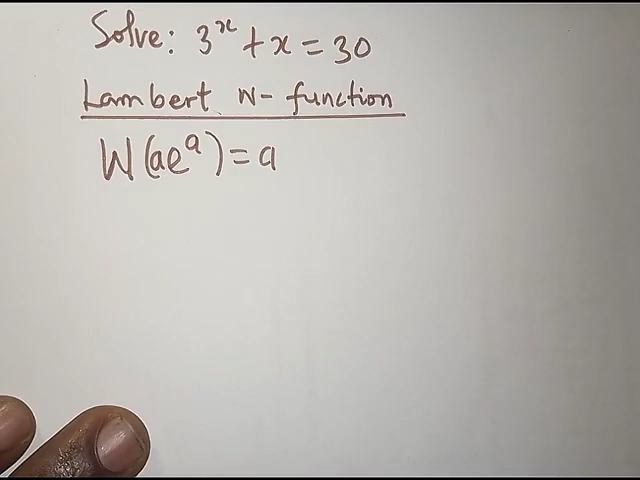 Solve: 3^x + x = 30
Lambert W- function
W(ae^a) = a